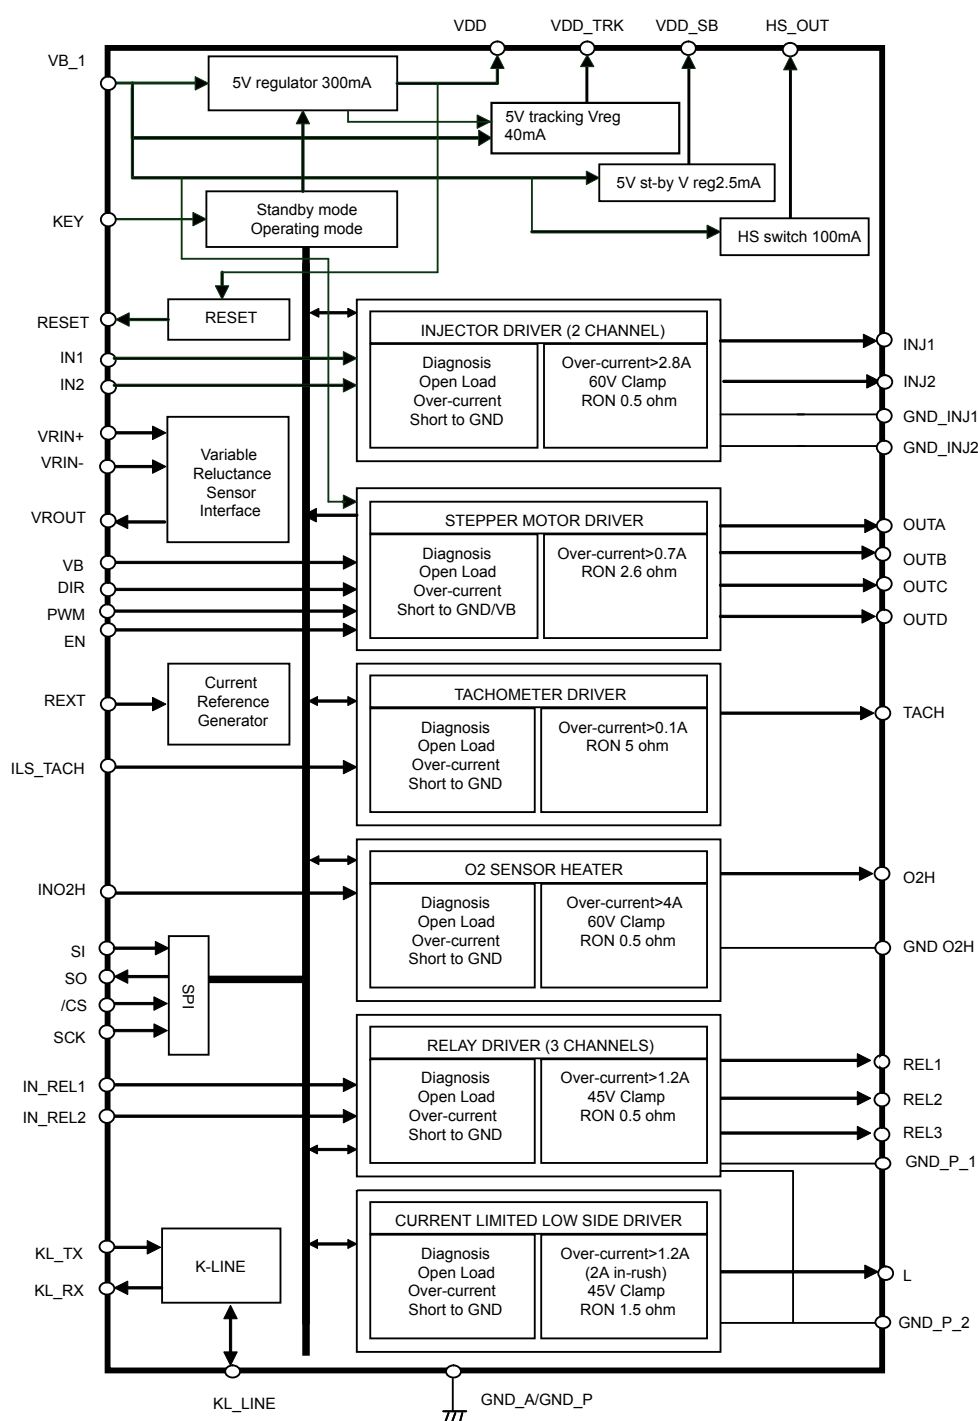 VDD
VDD_TRK
VDD_SB
HS_OUT
VB_1
5V regulator 300mA
5V tracking Vreg
40mA
5V st-by V reg2.5mA
KEY
Standby mode
Operating mode
HS switch 100mA
RESET
RESET
IN1
IN2
INJECTOR DRIVER (2 CHANNEL)
Diagnosis
Open Load
Over-current
Short to GND
Over-current>2.8A
60V Clamp
RON 0.5 ohm
INJ1
INJ2
GND_INJ1
GND_INJ2
VRIN+
VRIN-
VROUT
Variable
Reluctance
Sensor
Interface
VB
DIR
PWM
EN
STEPPER MOTOR DRIVER
Diagnosis
Open Load
Over-current
Short to GND/VB
Over-current>0.7A
RON 2.6 ohm
OUTA
OUTB
OUTC
OUTD
REXT
Current
Reference
Generator
ILS_TACH
TACHOMETER DRIVER
Diagnosis
Open Load
Over-current
Short to GND
Over-current>0.1A
RON 5 ohm
TACH
INO2H
O2 SENSOR HEATER
Diagnosis
Open Load
Over-current
Short to GND
Over-current>4A
60V Clamp
RON 0.5 ohm
O2H
GND O2H
SI
SO
/CS
SCK
SPI
IN_REL1
IN_REL2
RELAY DRIVER (3 CHANNELS)
Diagnosis
Open Load
Over-current
Short to GND
Over-current>1.2A
45V Clamp
RON 0.5 ohm
REL1
REL2
REL3
GND_P_1
KL_TX
KL_RX
K-LINE
CURRENT LIMITED LOW SIDE DRIVER
Diagnosis
Open Load
Over-current
Short to GND
Over-current>1.2A
(2A in-rush)
45V Clamp
RON 1.5 ohm
L
GND_P_2
KL_LINE
GND_A/GND_P